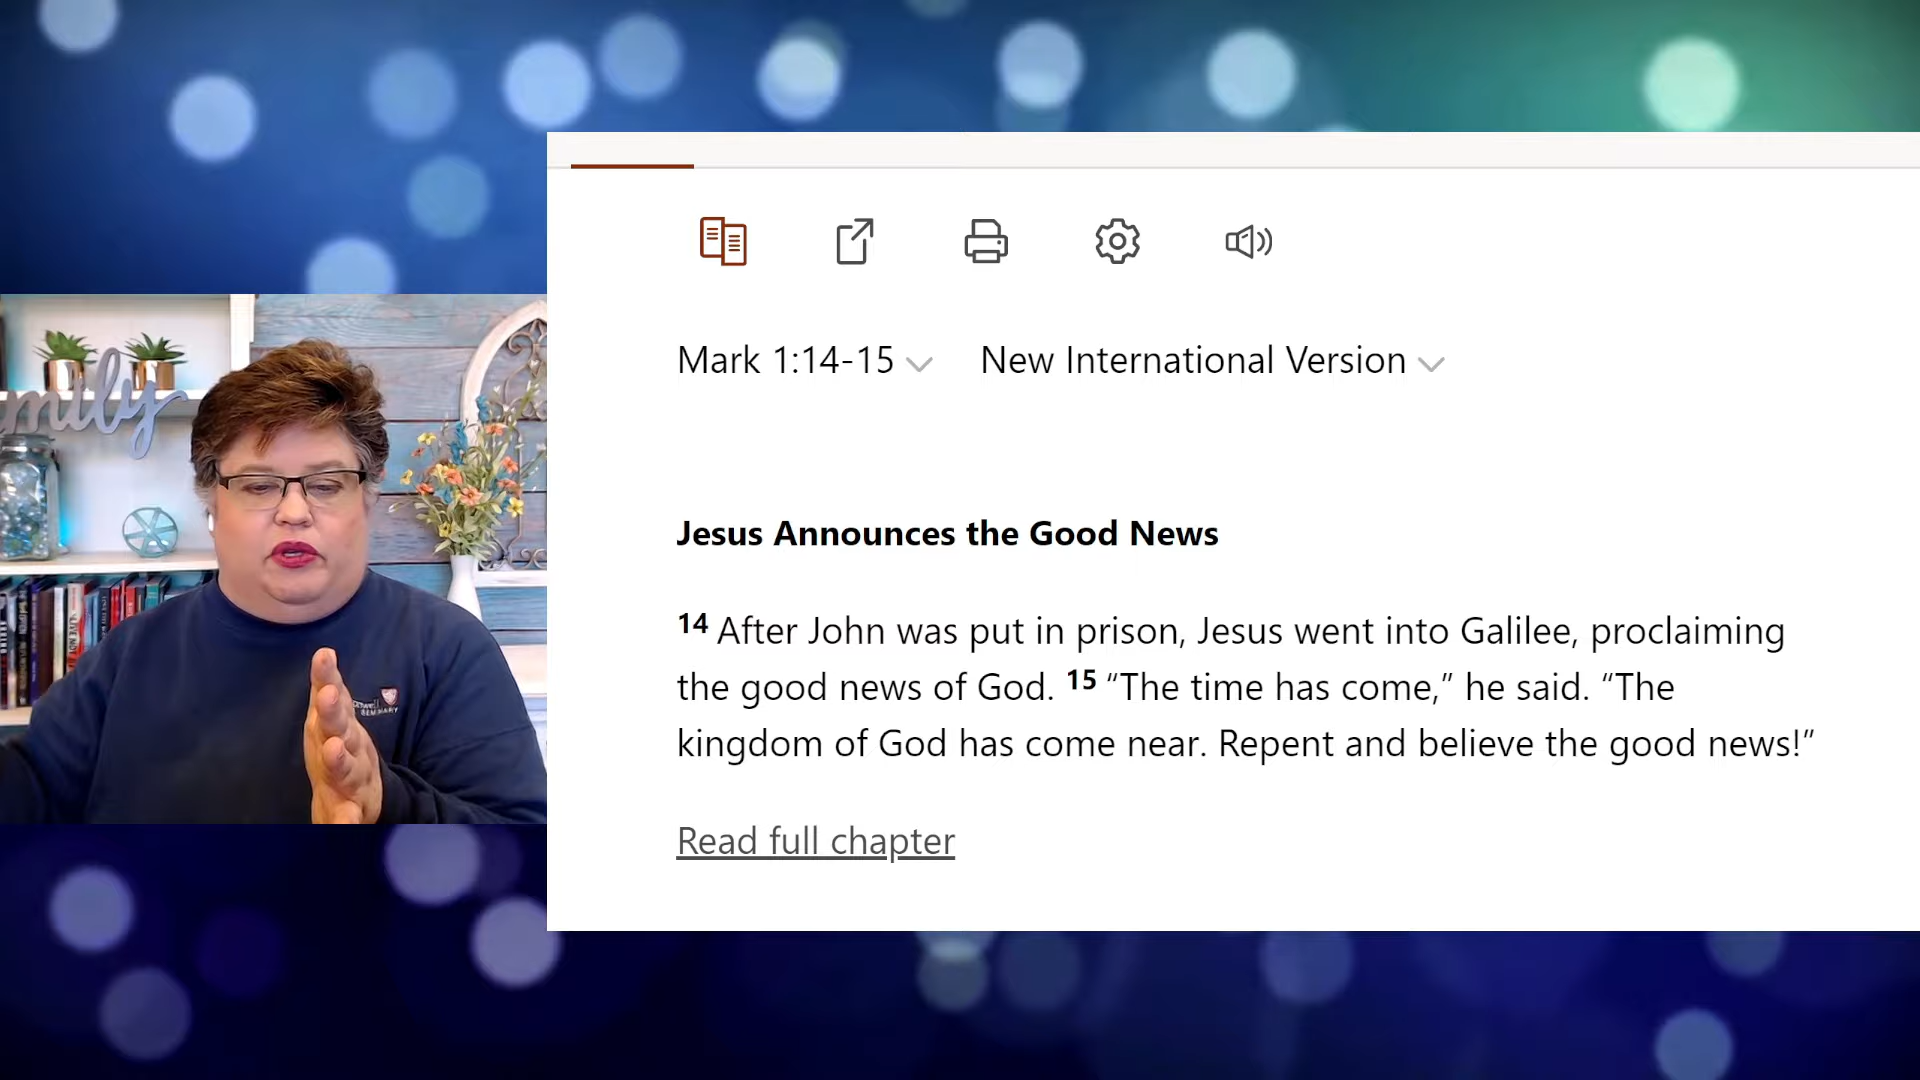 mily
SEMINARY
Mark 1:14-15 New International Version
Jesus Announces the Good News
14 After John was put in prison, Jesus went into Galilee, proclaiming
the good news of God. 15 “The time has come,” he said. “The
kingdom of God has come near. Repent and believe the good news!”
Read full chapter